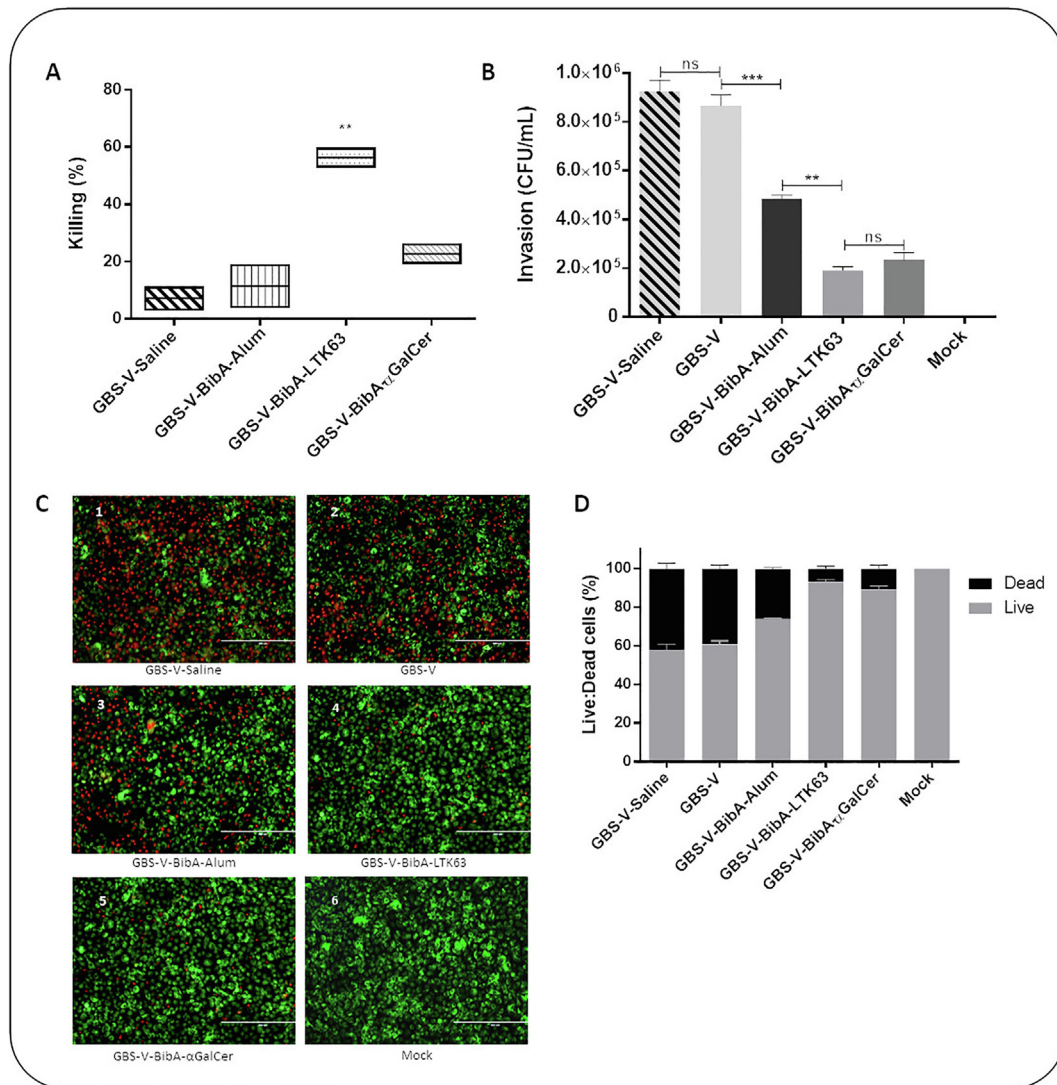 A
80
60
40
20
0
Killing (%)
**
GBS-V-Saline
GBS-V-BibA-Alum
GBS-V-BibA-LTK63
GBS-V-BibAαGalCer
B
1.0×10⁶
8.0×10⁵
6.0×10⁵
4.0×10⁵
2.0×10⁵
0
Invasion (CFU/mL)
ns
***
**
ns
GBS-V-Saline
GBS-V
GBS-V-BibA-Alum
GBS-V-BibA-LTK63
GBS-V-BibAαGalCer
Mock
C
1
GBS-V-Saline
2
GBS-V
3
GBS-V-BibA-Alum
4
GBS-V-BibA-LTK63
5
GBS-V-BibA-αGalCer
6
Mock
D
100
80
60
40
20
0
Live:Dead cells (%)
Dead
Live
GBS-V-Saline
GBS-V
GBS-V-BibA-Alum
GBS-V-BibA-LTK63
GBS-V-BibAαGalCer
Mock